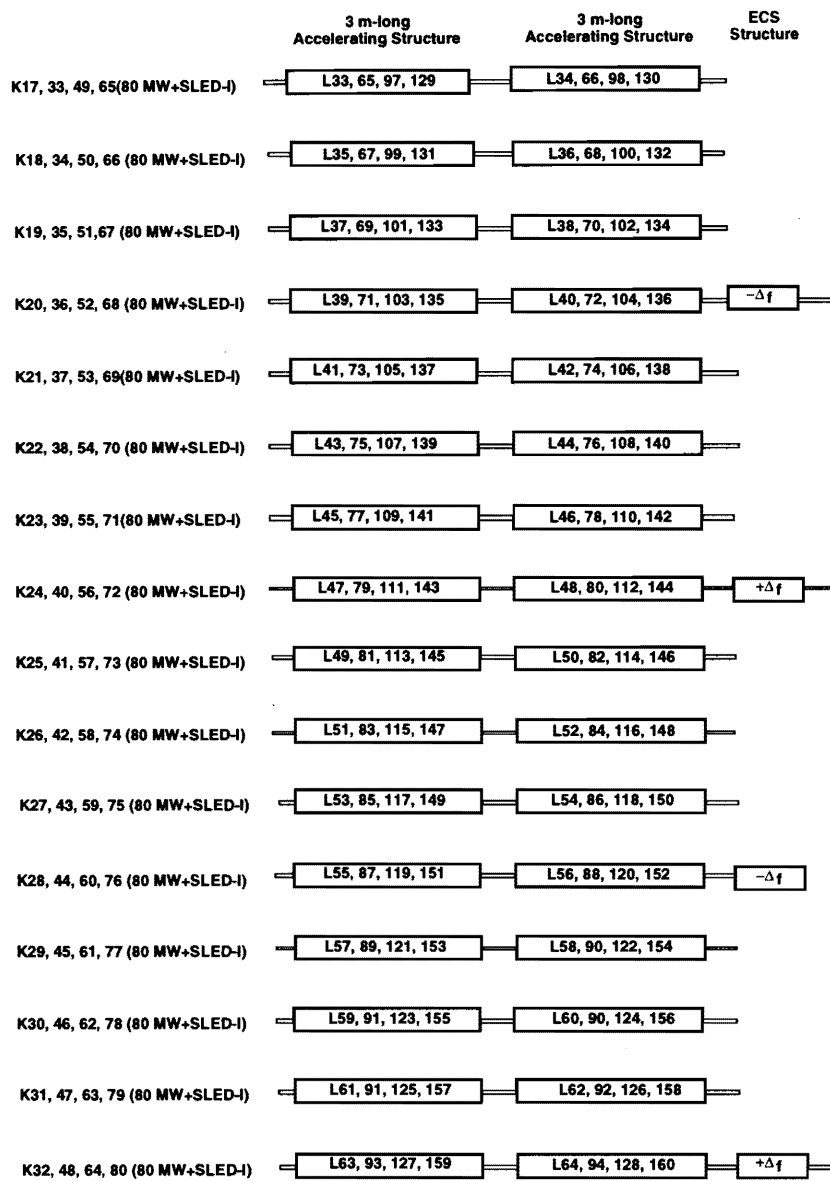 3 m-long
Accelerating Structure
3 m-long
Accelerating Structure
ECS
Structure
K17, 33, 49, 65(80 MW+SLED-I)
L33, 65, 97, 129
L34, 66, 98, 130
K18, 34, 50, 66 (80 MW+SLED-I)
L35, 67, 99, 131
L36, 68, 100, 132
K19, 35, 51,67 (80 MW+SLED-I)
L37, 69, 101, 133
L38, 70, 102, 134
K20, 36, 52, 68 (80 MW+SLED-I)
L39, 71, 103, 135
L40, 72, 104, 136
−Δf
K21, 37, 53, 69(80 MW+SLED-I)
L41, 73, 105, 137
L42, 74, 106, 138
K22, 38, 54, 70 (80 MW+SLED-I)
L43, 75, 107, 139
L44, 76, 108, 140
K23, 39, 55, 71(80 MW+SLED-I)
L45, 77, 109, 141
L46, 78, 110, 142
K24, 40, 56, 72 (80 MW+SLED-I)
L47, 79, 111, 143
L48, 80, 112, 144
+Δf
K25, 41, 57, 73 (80 MW+SLED-I)
L49, 81, 113, 145
L50, 82, 114, 146
K26, 42, 58, 74 (80 MW+SLED-I)
L51, 83, 115, 147
L52, 84, 116, 148
K27, 43, 59, 75 (80 MW+SLED-I)
L53, 85, 117, 149
L54, 86, 118, 150
K28, 44, 60, 76 (80 MW+SLED-I)
L55, 87, 119, 151
L56, 88, 120, 152
−Δf
K29, 45, 61, 77 (80 MW+SLED-I)
L57, 89, 121, 153
L58, 90, 122, 154
K30, 46, 62, 78 (80 MW+SLED-I)
L59, 91, 123, 155
L60, 90, 124, 156
K31, 47, 63, 79 (80 MW+SLED-I)
L61, 91, 125, 157
L62, 92, 126, 158
K32, 48, 64, 80 (80 MW+SLED-I)
L63, 93, 127, 159
L64, 94, 128, 160
+Δf